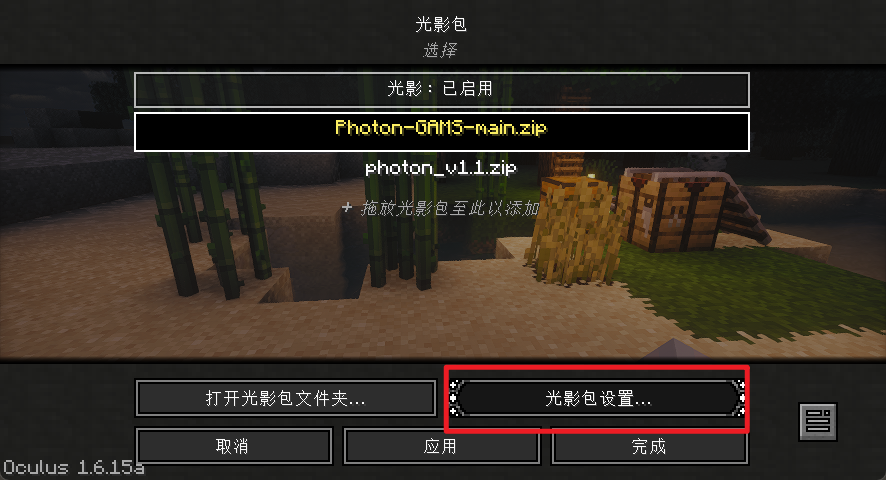 光影包
选择
光影：已启用
Photon-GAMS-main.zip
photon_v1.1.zip
+ 拖放光影包至此以添加
打开光影包文件夹...
光影包设置...
取消
应用
完成
Oculus 1.6.15a